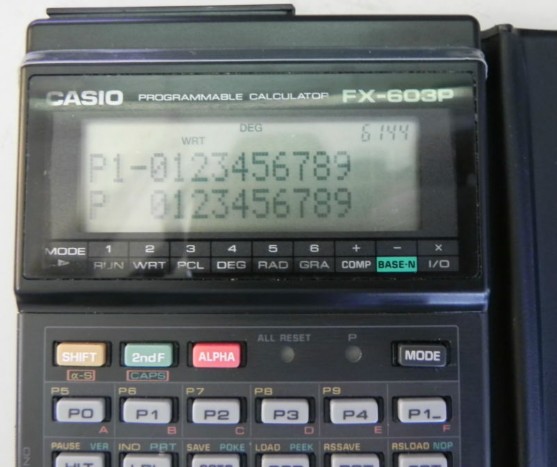 CASIO PROGRAMMABLE CALCULATOR FX-603P
DEG 6144
WRT
P1-0123456789
P 0123456789
MODE 1 2 3 4 5 6 + - ×
RUN WRT PCL DEG RAD GRA COMP BASE-N I/O
ALL RESET P
SHIFT 2ndF ALPHA MODE
[α-S] [CAPS]
P5 P6 P7 P8 P9
P0 P1 P2 P3 P4 P1_
A B C D E F
PAUSE VER IND PRT SAVE POKE LOAD PEEK RSSAVE RSLOAD NOP
HLT